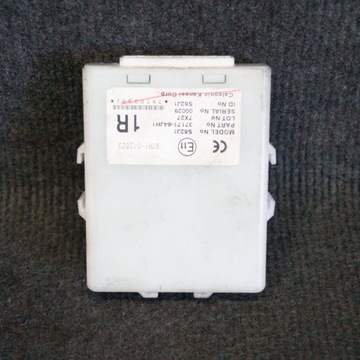 MODEL No S62J1
PART No 37171-64JH1
LOT No 7X27
SERIAL No 00029
ID No S62J1
Calsonic Kansei Corp
E11
CE
1R